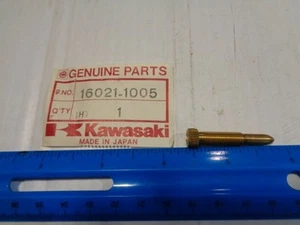 GENUINE PARTS
P.NO. 16021-1005
Q'TY (H) 1
Kawasaki
MADE IN JAPAN